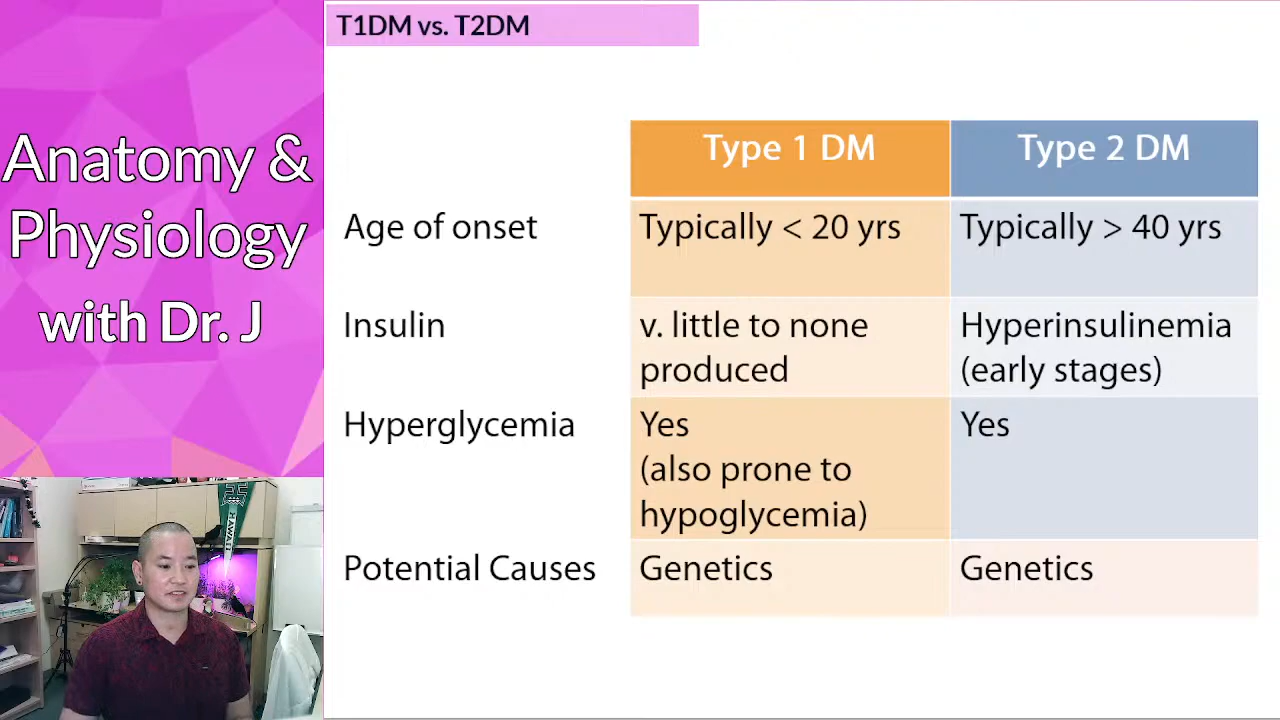 T1DM vs. T2DM
Anatomy &
Physiology
with Dr. J
Type 1 DM
Type 2 DM
Age of onset
Typically < 20 yrs
Typically > 40 yrs
Insulin
v. little to none
produced
Hyperinsulinemia
(early stages)
Hyperglycemia
Yes
(also prone to
hypoglycemia)
Yes
Potential Causes
Genetics
Genetics
HAWAII